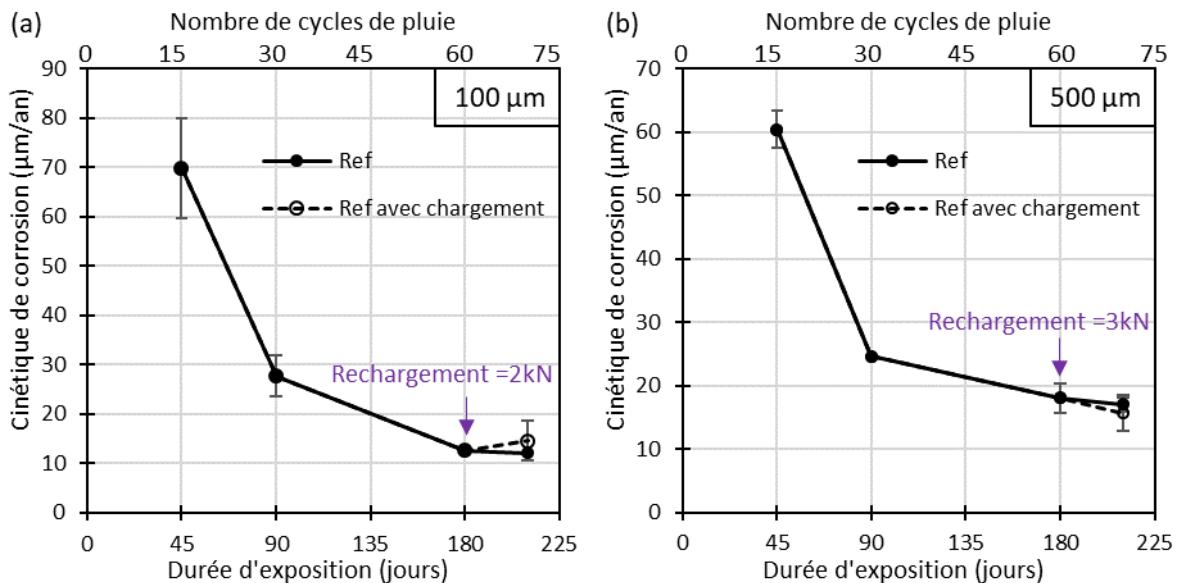 (a)
Nombre de cycles de pluie
0 15 30 45 60 75
90
80
70
60
50
40
30
20
10
0
Cinétique de corrosion (µm/an)
100 µm
Ref
Ref avec chargement
Rechargement =2kN
0 45 90 135 180 225
Durée d'exposition (jours)
(b)
Nombre de cycles de pluie
0 15 30 45 60 75
70
60
50
40
30
20
10
0
Cinétique de corrosion (µm/an)
500 µm
Ref
Ref avec chargement
Rechargement =3kN
0 45 90 135 180 225
Durée d'exposition (jours)